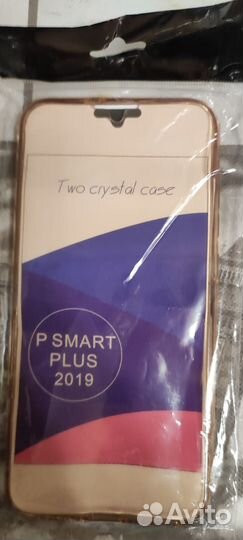 Two crystal case
P SMART
PLUS
2019
Avito